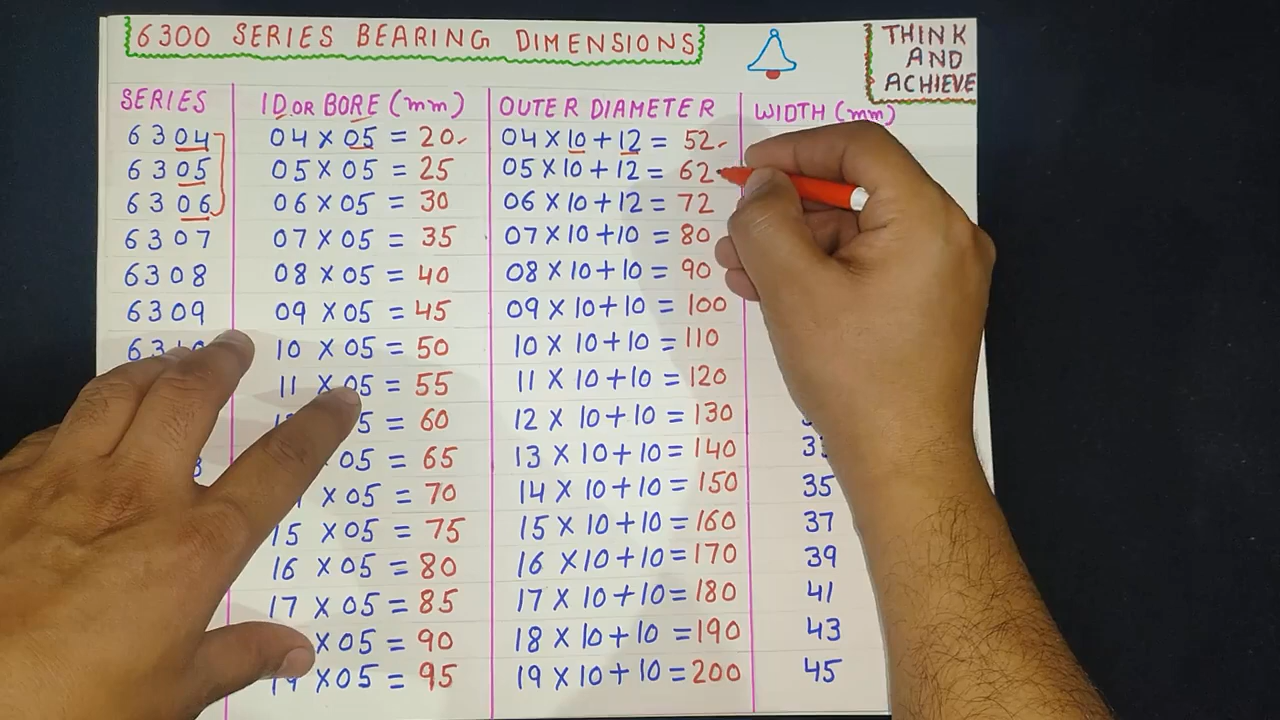 6300 SERIES BEARING DIMENSIONS
THINK
AND
ACHIEVE
SERIES ID OR BORE (mm) OUTER DIAMETER WIDTH (mm)
6304 04 X 05 = 20 04 X 10 + 12 = 52
6305 05 X 05 = 25 05 X 10 + 12 = 62
6306 06 X 05 = 30 06 X 10 + 12 = 72
6307 07 X 05 = 35 07 X 10 + 10 = 80
6308 08 X 05 = 40 08 X 10 + 10 = 90
6309 09 X 05 = 45 09 X 10 + 10 = 100
10 X 05 = 50 10 X 10 + 10 = 110
11 X 05 = 55 11 X 10 + 10 = 120
= 60 12 X 10 + 10 = 130
05 = 65 13 X 10 + 10 = 140
X 05 = 70 14 X 10 + 10 = 150 35
15 X 05 = 75 15 X 10 + 10 = 160 37
16 X 05 = 80 16 X 10 + 10 = 170 39
17 X 05 = 85 17 X 10 + 10 = 180 41
X 05 = 90 18 X 10 + 10 = 190 43
19 X 05 = 95 19 X 10 + 10 = 200 45